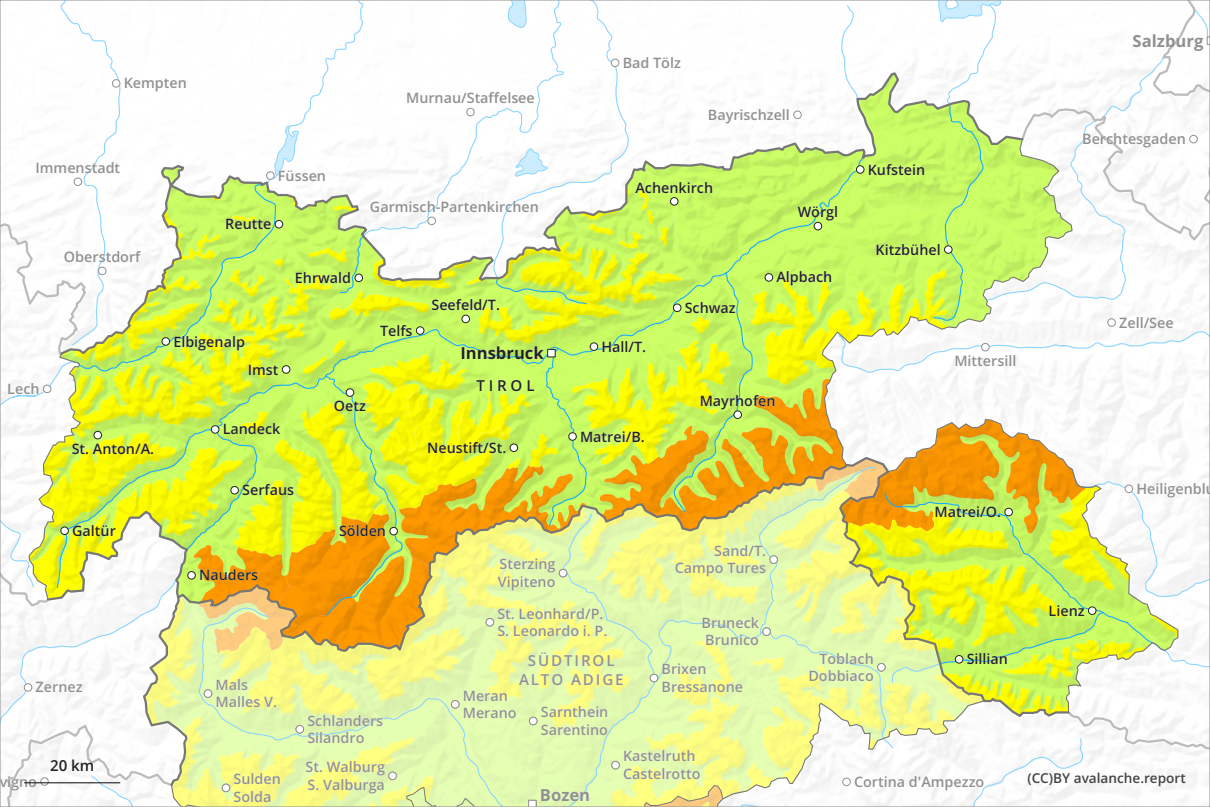 Salzburg
Kempten
Bad Tölz
Murnau/Staffelsee
Bayrischzell
Berchtesgaden
Immenstadt
Füssen
Kufstein
Achenkirch
Garmisch-Partenkirchen
Wörgl
Reutte
Kitzbühel
Oberstdorf
Ehrwald
Alpbach
Seefeld/T.
Schwaz
Telfs
Zell/See
Elbigenalp
Innsbruck
Hall/T.
Mittersill
Imst
TIROL
Lech
Oetz
Mayrhofen
Landeck
Matrei/B.
St. Anton/A.
Neustift/St.
Serfaus
Heiligenblu
Matrei/O.
Galtür
Sölden
Sterzing
Vipiteno
Sand/T.
Campo Tures
Nauders
St. Leonhard/P.
S. Leonardo i. P.
Lienz
Bruneck
Brunico
SÜDTIROL
ALTO ADIGE
Toblach
Dobbiaco
Sillian
Brixen
Bressanone
Zernez
Mals
Malles V.
Meran
Merano
Sarnthein
Sarentino
Schlanders
Silandro
Kastelruth
Castelrotto
St. Walburg
S. Valburga
20 km
vigno
Sulden
Solda
Cortina d'Ampezzo
(CC)BY avalanche.report
Bozen